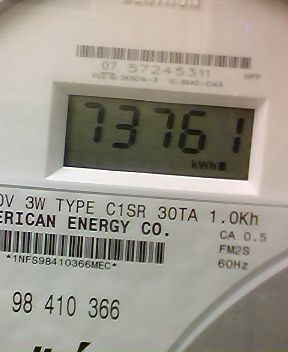 07 57245311
73761
kWh
0V 3W TYPE C1SR 30TA 1.0Kh
ERICAN ENERGY CO.
CA 0.5
FM2S
60Hz
*1NFS98410366MEC*
98 410 366